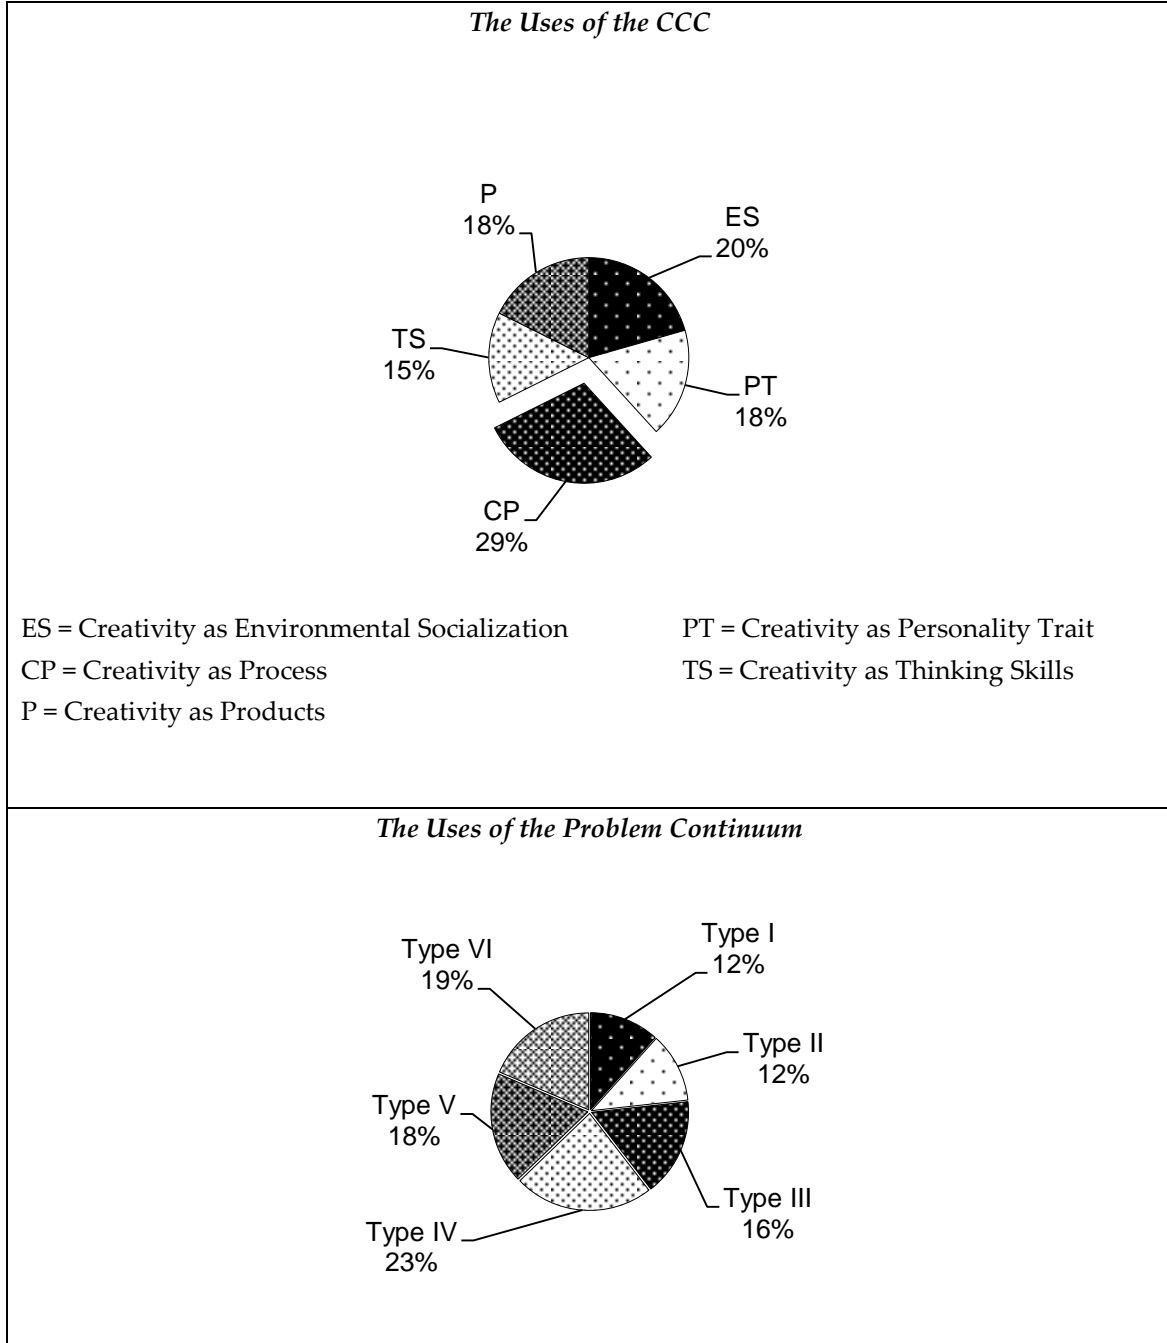 The Uses of the CCC
P
18%
ES
20%
TS
15%
PT
18%
CP
29%
ES = Creativity as Environmental Socialization
PT = Creativity as Personality Trait
CP = Creativity as Process
TS = Creativity as Thinking Skills
P = Creativity as Products
The Uses of the Problem Continuum
Type I
12%
Type VI
19%
Type II
12%
Type V
18%
Type III
16%
Type IV
23%